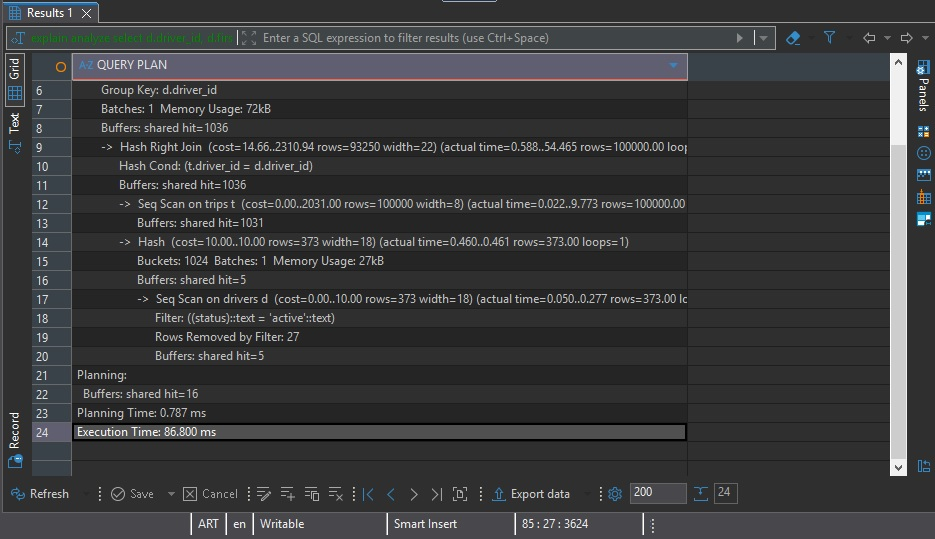 Results 1
explain analyze select d.driver_id, d.firs
Enter a SQL expression to filter results (use Ctrl+Space)
Grid
Text
Record
Panels
A-Z QUERY PLAN
6 Group Key: d.driver_id
7 Batches: 1 Memory Usage: 72kB
8 Buffers: shared hit=1036
9 -> Hash Right Join (cost=14.66..2310.94 rows=93250 width=22) (actual time=0.588..54.465 rows=100000.00 loop
10 Hash Cond: (t.driver_id = d.driver_id)
11 Buffers: shared hit=1036
12 -> Seq Scan on trips t (cost=0.00..2031.00 rows=100000 width=8) (actual time=0.022..9.773 rows=100000.00
13 Buffers: shared hit=1031
14 -> Hash (cost=10.00..10.00 rows=373 width=18) (actual time=0.460..0.461 rows=373.00 loops=1)
15 Buckets: 1024 Batches: 1 Memory Usage: 27kB
16 Buffers: shared hit=5
17 -> Seq Scan on drivers d (cost=0.00..10.00 rows=373 width=18) (actual time=0.050..0.277 rows=373.00 lc
18 Filter: ((status)::text = 'active'::text)
19 Rows Removed by Filter: 27
20 Buffers: shared hit=5
21 Planning:
22 Buffers: shared hit=16
23 Planning Time: 0.787 ms
24 Execution Time: 86.800 ms
Refresh Save Cancel Export data 200 24
ART en Writable Smart Insert 85 : 27 : 3624